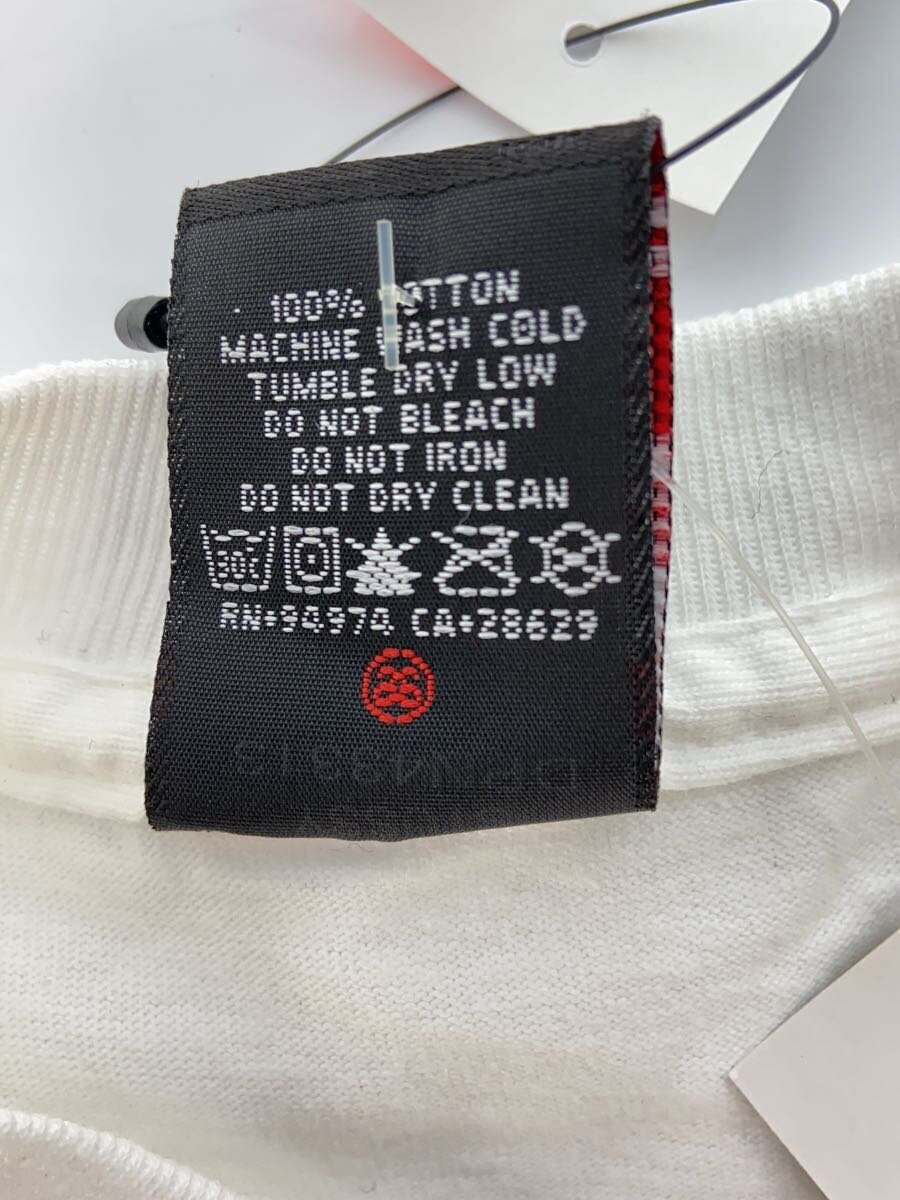 100% COTTON
MACHINE WASH COLD
TUMBLE DRY LOW
DO NOT BLEACH
DO NOT IRON
DO NOT DRY CLEAN
RN#94974 CA#28629